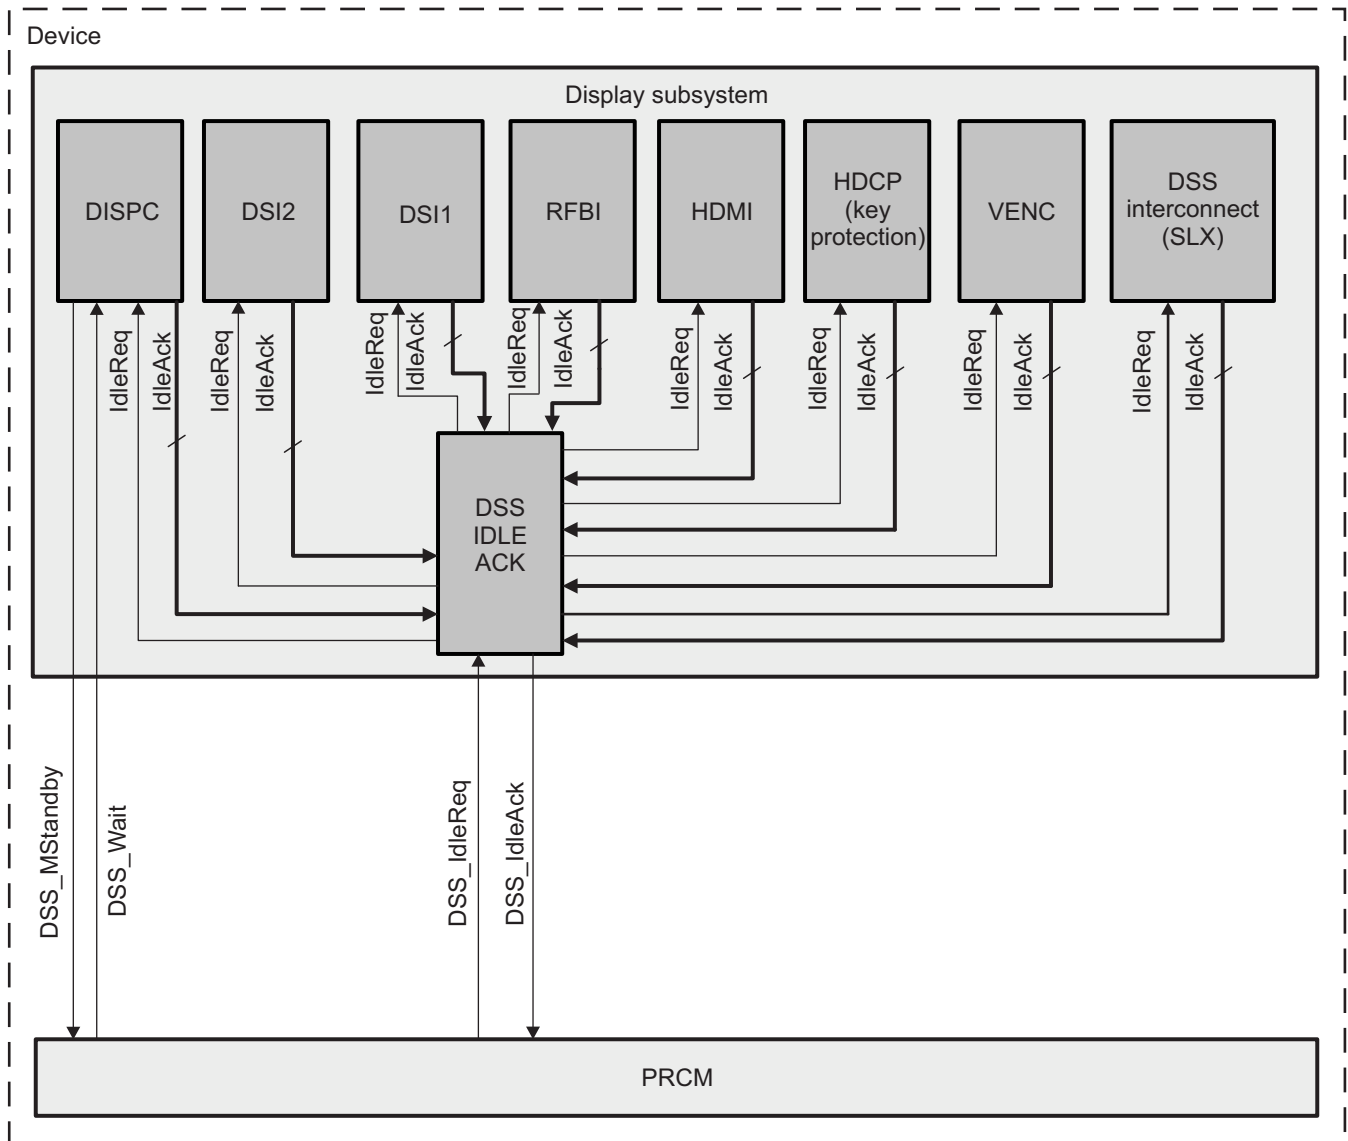 Device
Display subsystem
DISPC
DSI2
DSI1
RFBI
HDMI
HDCP
(key
protection)
VENC
DSS
interconnect
(SLX)
IdleReq
IdleAck
IdleReq
IdleAck
IdleReq
IdleAck
IdleReq
IdleAck
IdleReq
IdleAck
IdleReq
IdleAck
IdleReq
IdleAck
IdleReq
IdleAck
DSS
IDLE
ACK
DSS_MStandby
DSS_Wait
DSS_IdleReq
DSS_IdleAck
PRCM